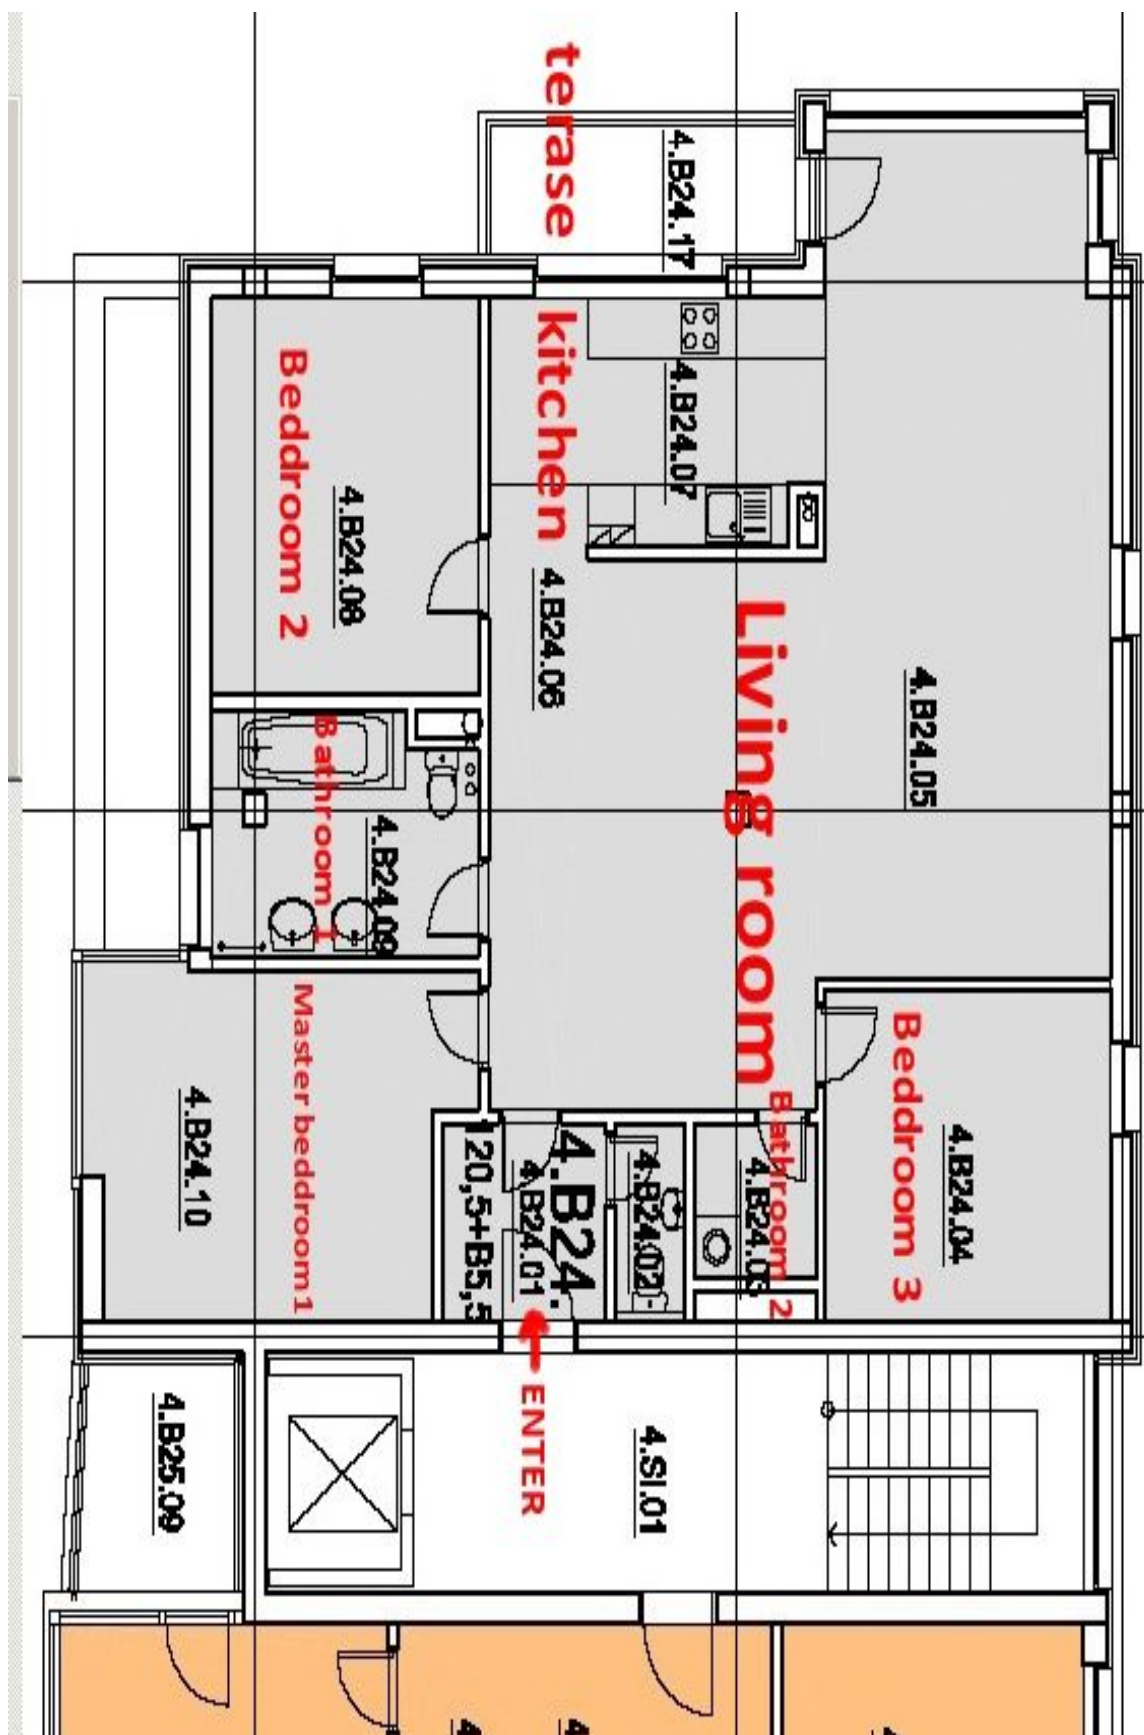 terase
4.B24.17
kitchen
4.B24.07
Beddroom 2
4.B24.08
4.B24.06
Living room
4.B24.05
Bathroom 1
4.B24.09
Master beddroom1
4.B24.10
Beddroom 3
4.B24.04
Bathroom 2
4.B24.03
4.B24.02
4.B24.
4.B24.01
120,5+B5,5
ENTER
4.SI.01
4.B25.09